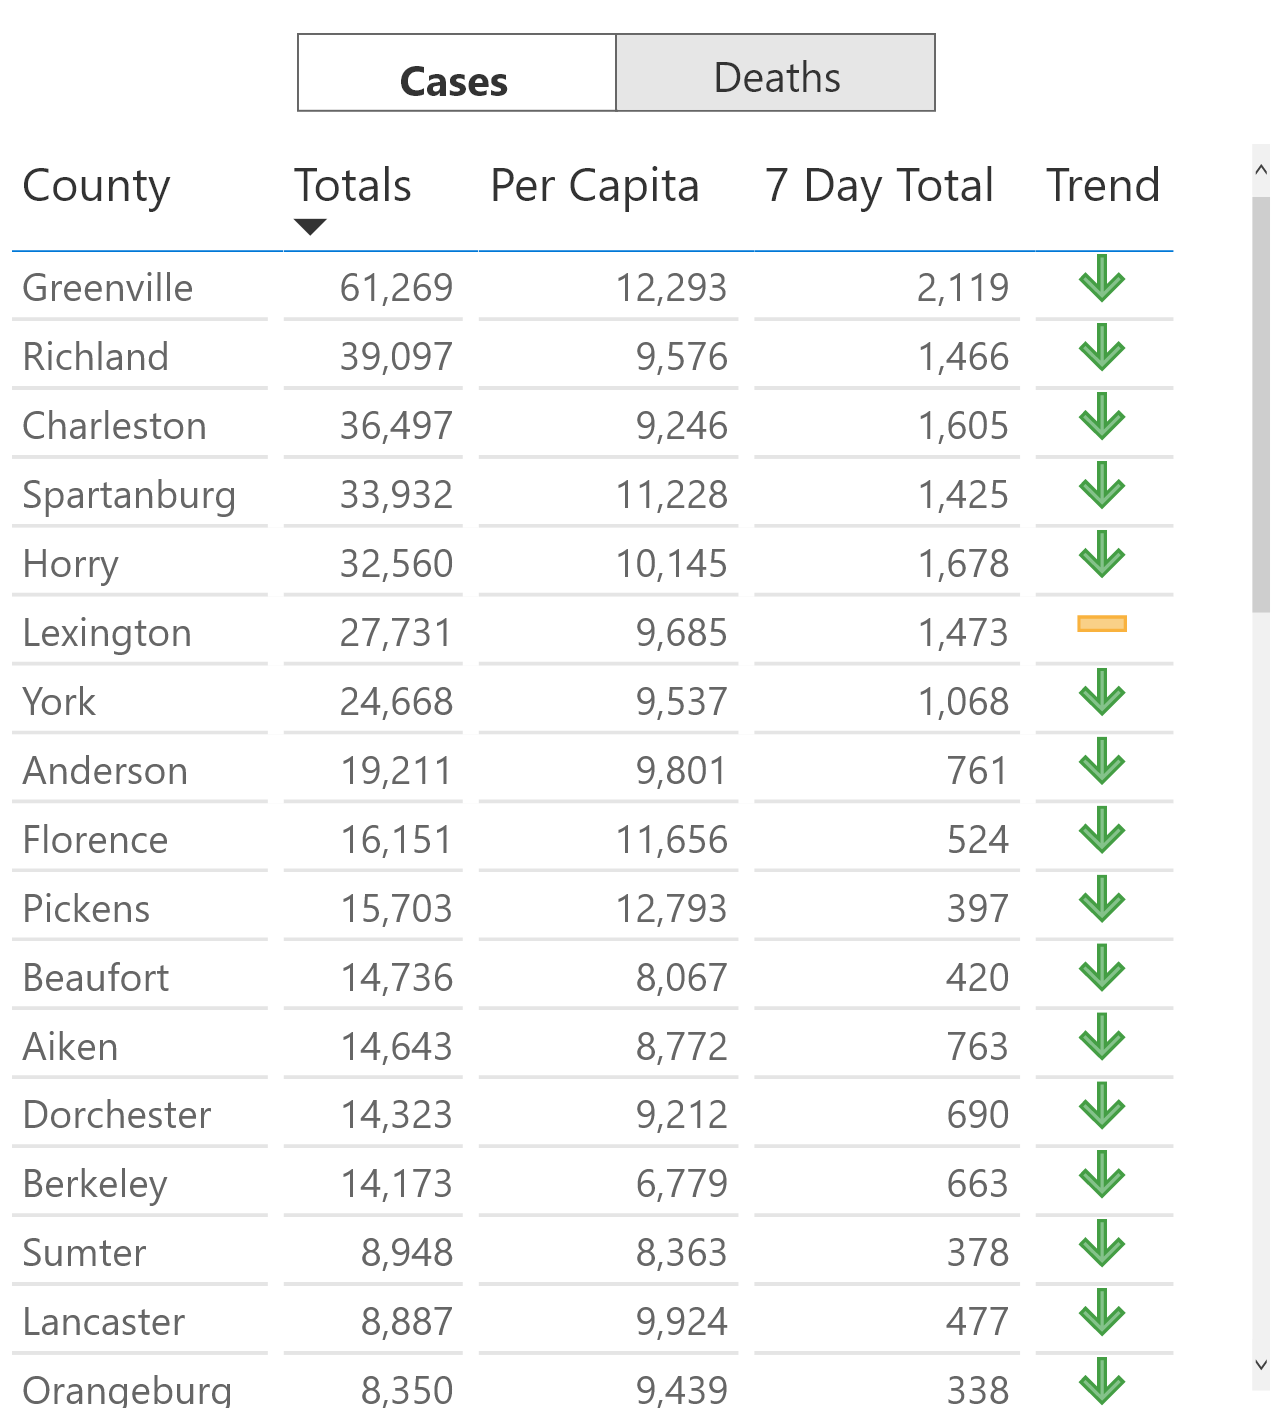 Cases Deaths
County Totals Per Capita 7 Day Total Trend
Greenville 61,269 12,293 2,119
Richland 39,097 9,576 1,466
Charleston 36,497 9,246 1,605
Spartanburg 33,932 11,228 1,425
Horry 32,560 10,145 1,678
Lexington 27,731 9,685 1,473
York 24,668 9,537 1,068
Anderson 19,211 9,801 761
Florence 16,151 11,656 524
Pickens 15,703 12,793 397
Beaufort 14,736 8,067 420
Aiken 14,643 8,772 763
Dorchester 14,323 9,212 690
Berkeley 14,173 6,779 663
Sumter 8,948 8,363 378
Lancaster 8,887 9,924 477
Orangeburg 8,350 9,439 338